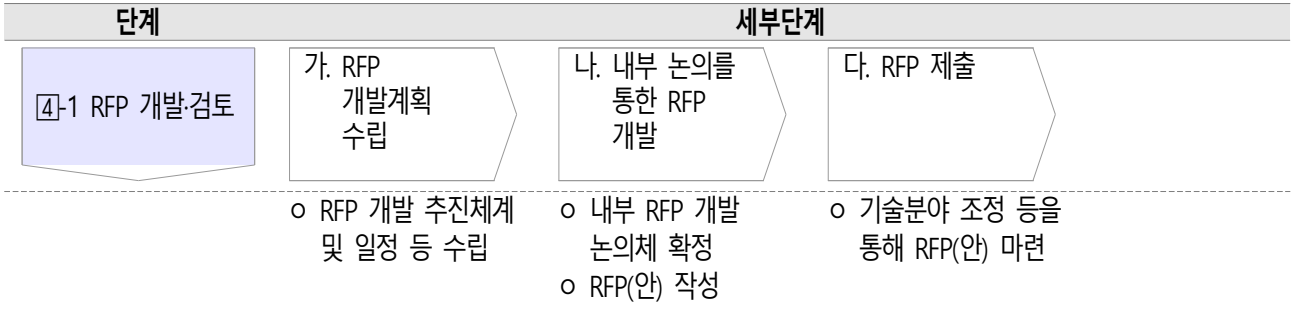 단계 세부단계
4-1 RFP 개발·검토
가. RFP
개발계획
수립
나. 내부 논의를
통한 RFP
개발
다. RFP 제출
ㅇ RFP 개발 추진체계
및 일정 등 수립
ㅇ 내부 RFP 개발
논의체 확정
ㅇ RFP(안) 작성
ㅇ 기술분야 조정 등을
통해 RFP(안) 마련